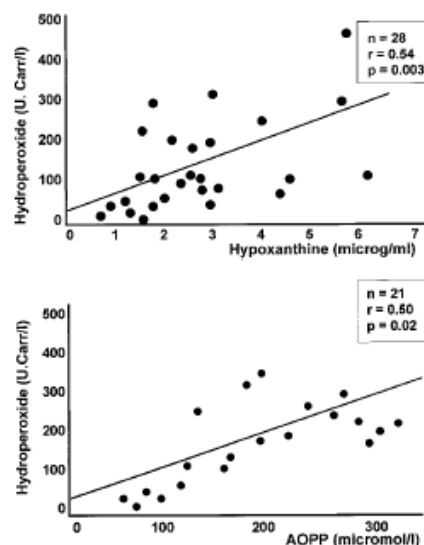 500
400
300
200
100
0
Hydroperoxide (U. Carr/l)
n = 28
r = 0.54
p = 0.003
0 1 2 3 4 5 6 7
Hypoxanthine (microg/ml)
500
400
300
200
100
0
Hydroperoxide (U.Carr/l)
n = 21
r = 0.50
p = 0.02
0 100 200 300
AOPP (micromol/l)